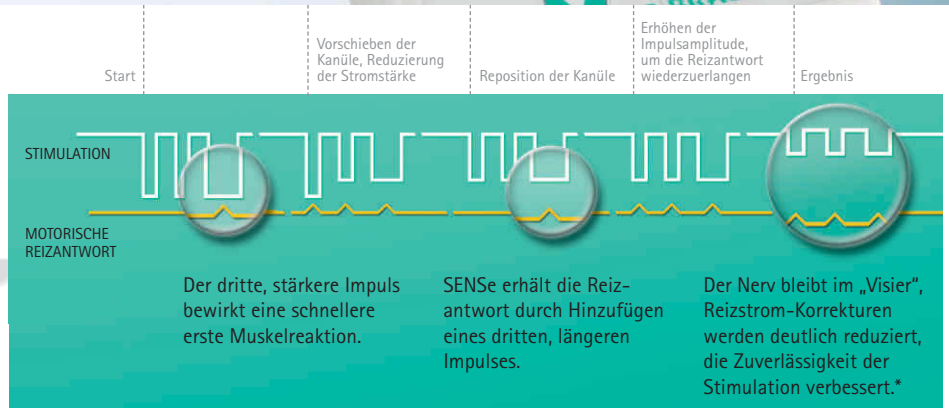 Start
Vorschieben der
Kanüle, Reduzierung
der Stromstärke
Reposition der Kanüle
Erhöhen der
Impulsamplitude,
um die Reizantwort
wiederzuerlangen
Ergebnis
STIMULATION
MOTORISCHE
REIZANTWORT
Der dritte, stärkere Impuls
bewirkt eine schnellere
erste Muskelreaktion.
SENSe erhält die Reiz-
antwort durch Hinzufügen
eines dritten, längeren
Impulses.
Der Nerv bleibt im „Visier“,
Reizstrom-Korrekturen
werden deutlich reduziert,
die Zuverlässigkeit der
Stimulation verbessert.*